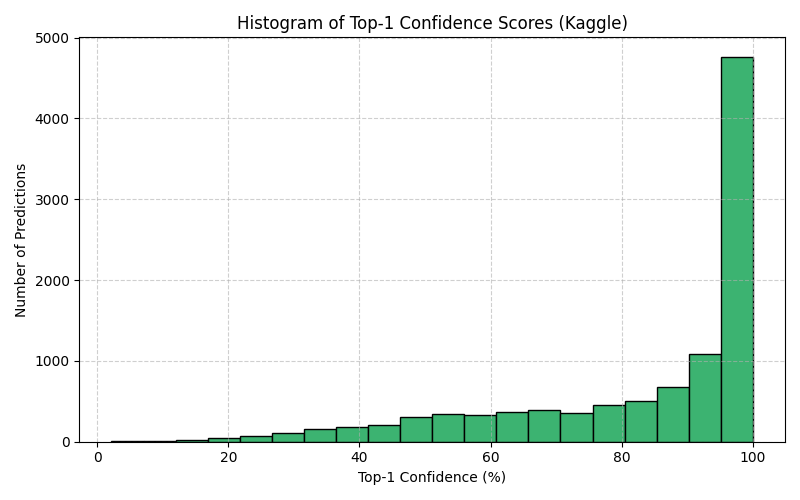 Histogram of Top-1 Confidence Scores (Kaggle)
5000
4000
3000
2000
1000
0
Number of Predictions
0 20 40 60 80 100
Top-1 Confidence (%)